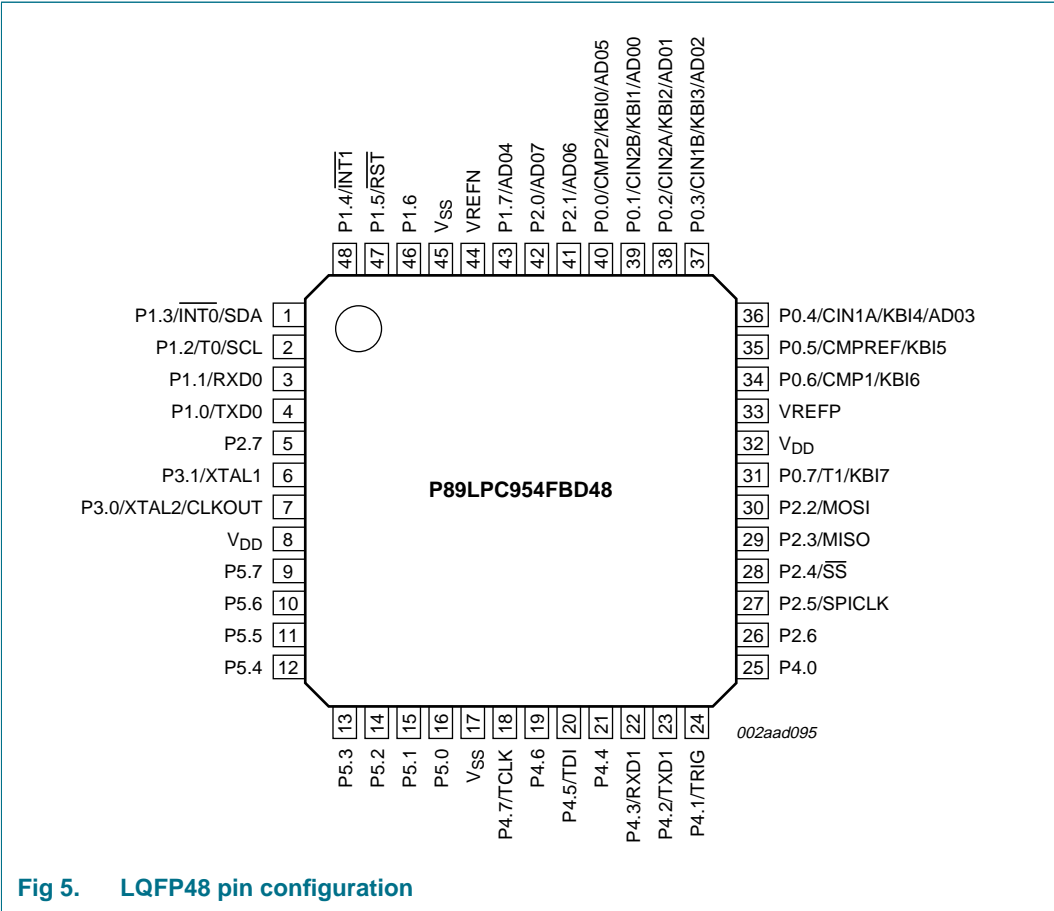 P1.4/INT1
P1.5/RST
P1.6
VSS
VREFN
P1.7/AD04
P2.0/AD07
P2.1/AD06
P0.0/CMP2/KBI0/AD05
P0.1/CIN2B/KBI1/AD00
P0.2/CIN2A/KBI2/AD01
P0.3/CIN1B/KBI3/AD02
48
47
46
45
44
43
42
41
40
39
38
37
P1.3/INT0/SDA 1
P1.2/T0/SCL 2
P1.1/RXD0 3
P1.0/TXD0 4
P2.7 5
P3.1/XTAL1 6
P3.0/XTAL2/CLKOUT 7
VDD 8
P5.7 9
P5.6 10
P5.5 11
P5.4 12
P89LPC954FBD48
36 P0.4/CIN1A/KBI4/AD03
35 P0.5/CMPREF/KBI5
34 P0.6/CMP1/KBI6
33 VREFP
32 VDD
31 P0.7/T1/KBI7
30 P2.2/MOSI
29 P2.3/MISO
28 P2.4/SS
27 P2.5/SPICLK
26 P2.6
25 P4.0
13
14
15
16
17
18
19
20
21
22
23
24
P5.3
P5.2
P5.1
P5.0
VSS
P4.7/TCLK
P4.6
P4.5/TDI
P4.4
P4.3/RXD1
P4.2/TXD1
P4.1/TRIG
002aad095
Fig 5. LQFP48 pin configuration